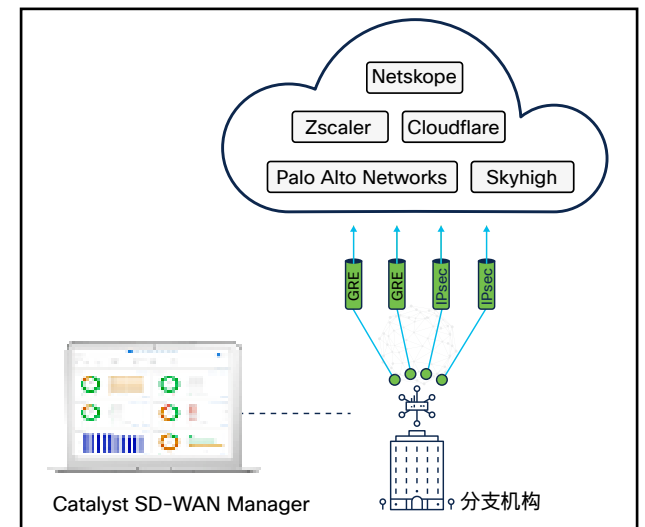 Netskope
Zscaler
Cloudflare
Palo Alto Networks
Skyhigh
GRE
GRE
IPsec
IPsec
Catalyst SD-WAN Manager
分支机构